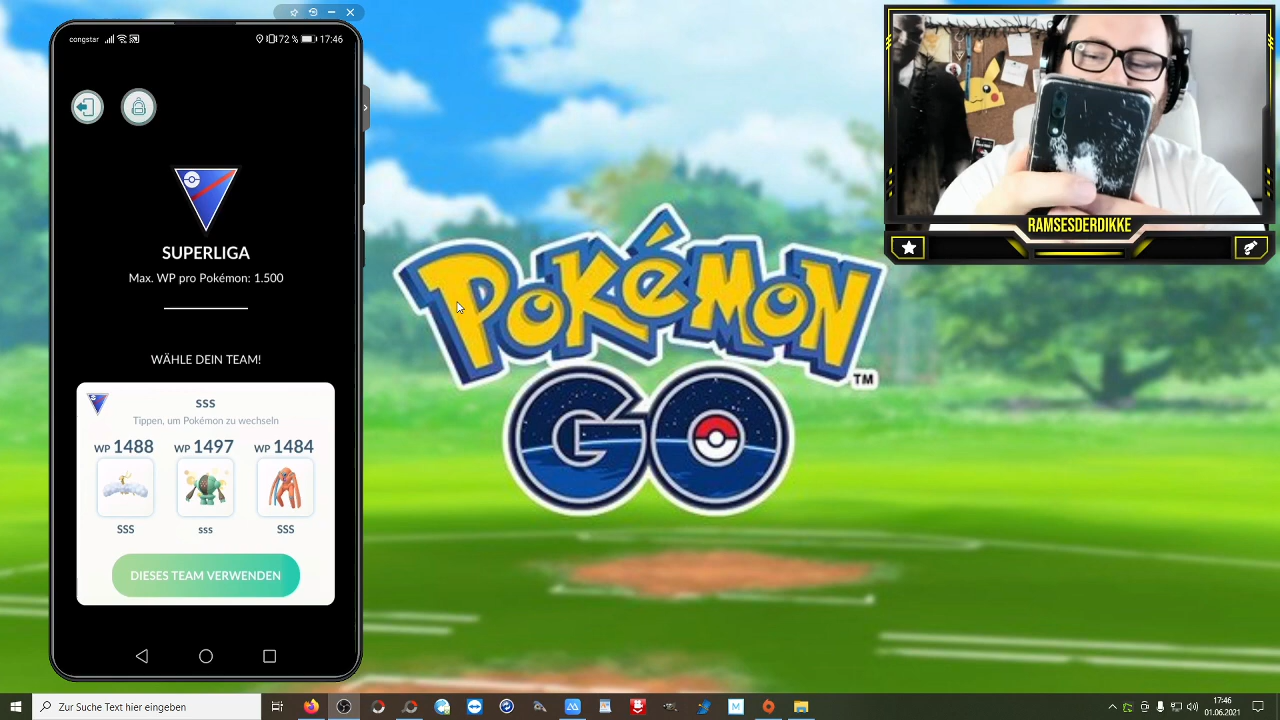 congstar 72 % 17:46
SUPERLIGA
Max. WP pro Pokémon: 1.500
WÄHLE DEIN TEAM!
S
SSS
Tippen, um Pokémon zu wechseln
WP 1488 WP 1497 WP 1484
SSS sss SSS
DIESES TEAM VERWENDEN
POKéMON
TM
GO
RAMSESDERDIKKE
Zur Suche Text hier eingeben
M
17:46
01.06.2021